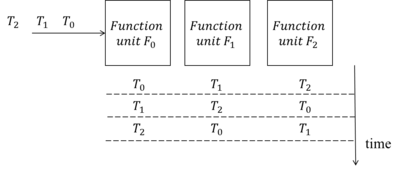 T₂ T₁ T₀
Function unit F₀
Function unit F₁
Function unit F₂
T₀ T₁ T₂
T₁ T₂ T₀
T₂ T₀ T₁
time